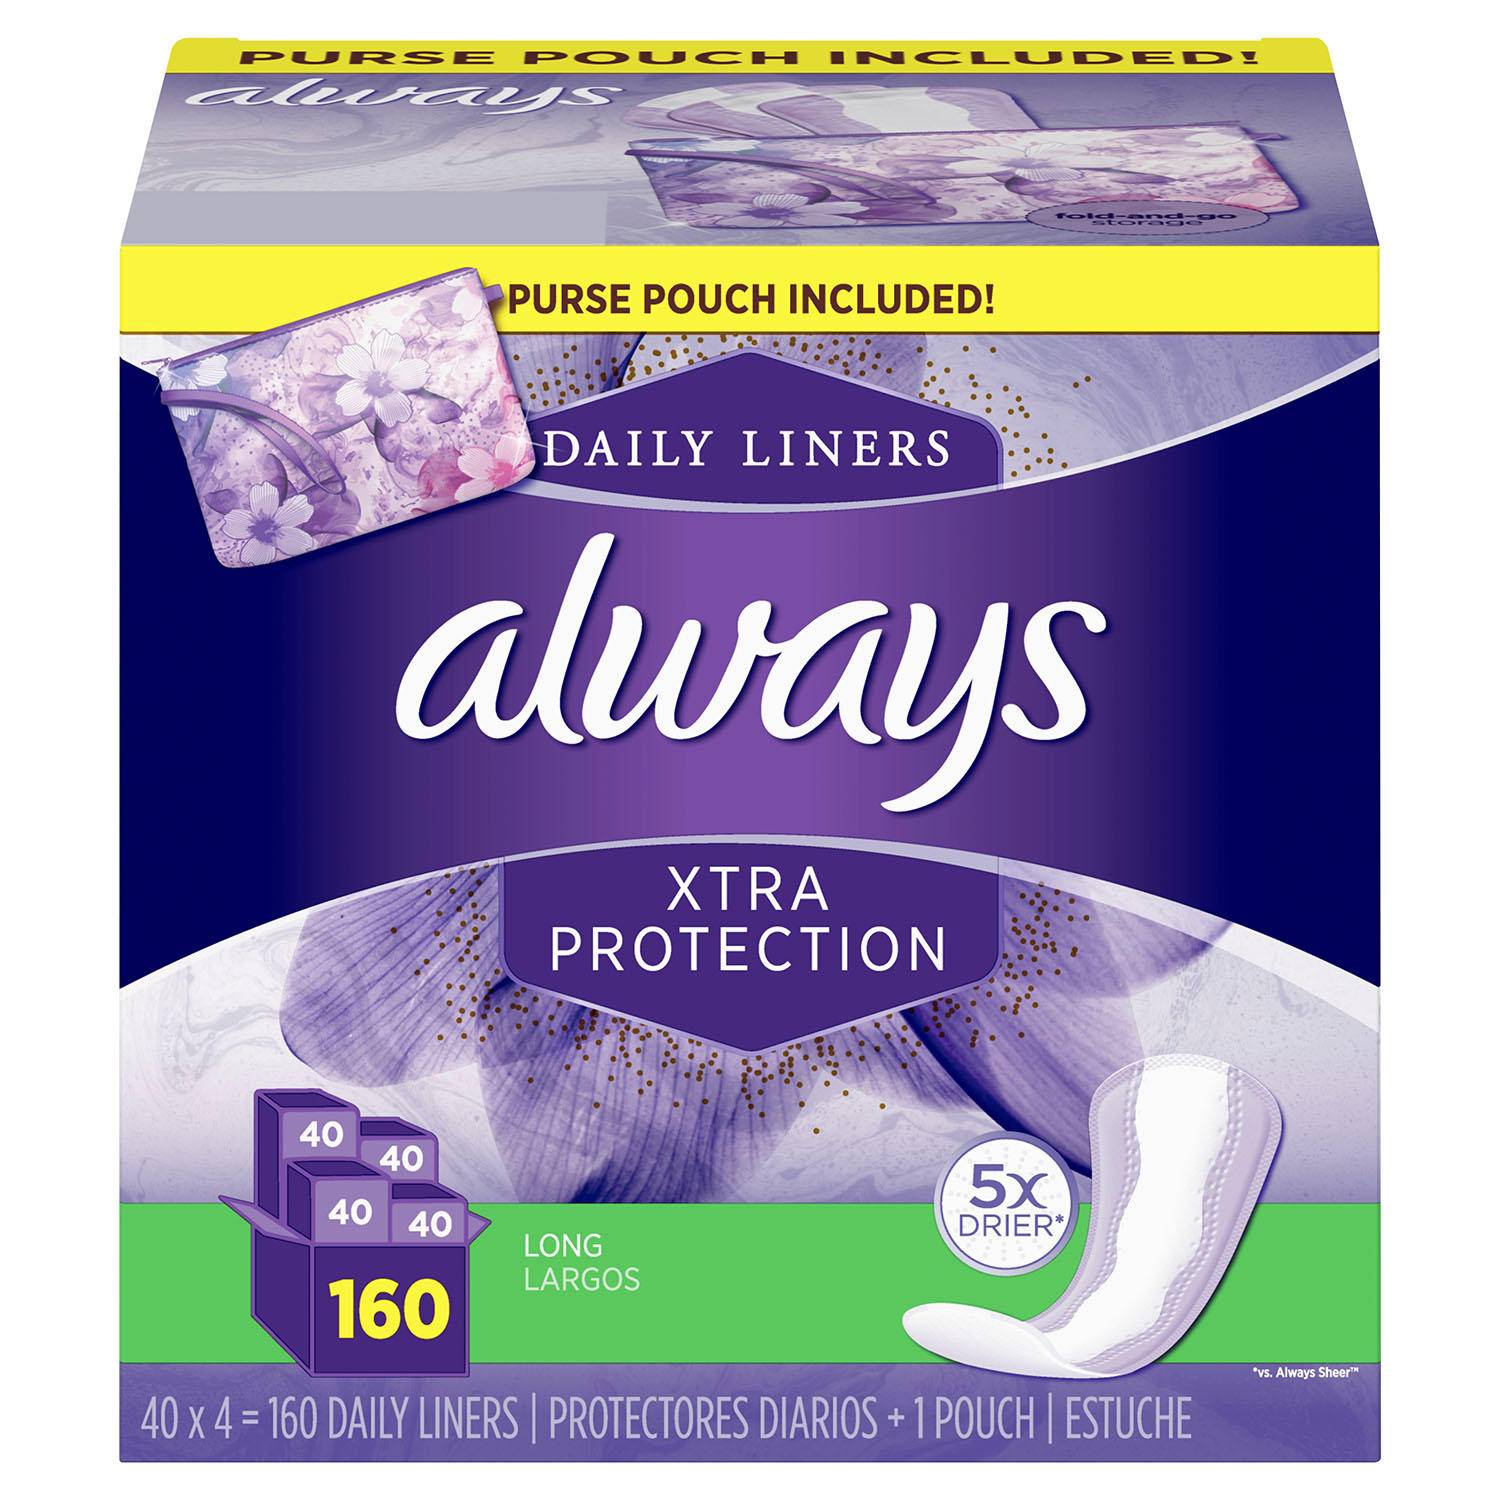 PURSE POUCH INCLUDED!
always
fold-and-go
storage
PURSE POUCH INCLUDED!
DAILY LINERS
always
XTRA
PROTECTION
40
40
40
40
160
LONG
LARGOS
5x
DRIER*
*vs. Always Sheer™
40 x 4 = 160 DAILY LINERS | PROTECTORES DIARIOS + 1 POUCH | ESTUCHE